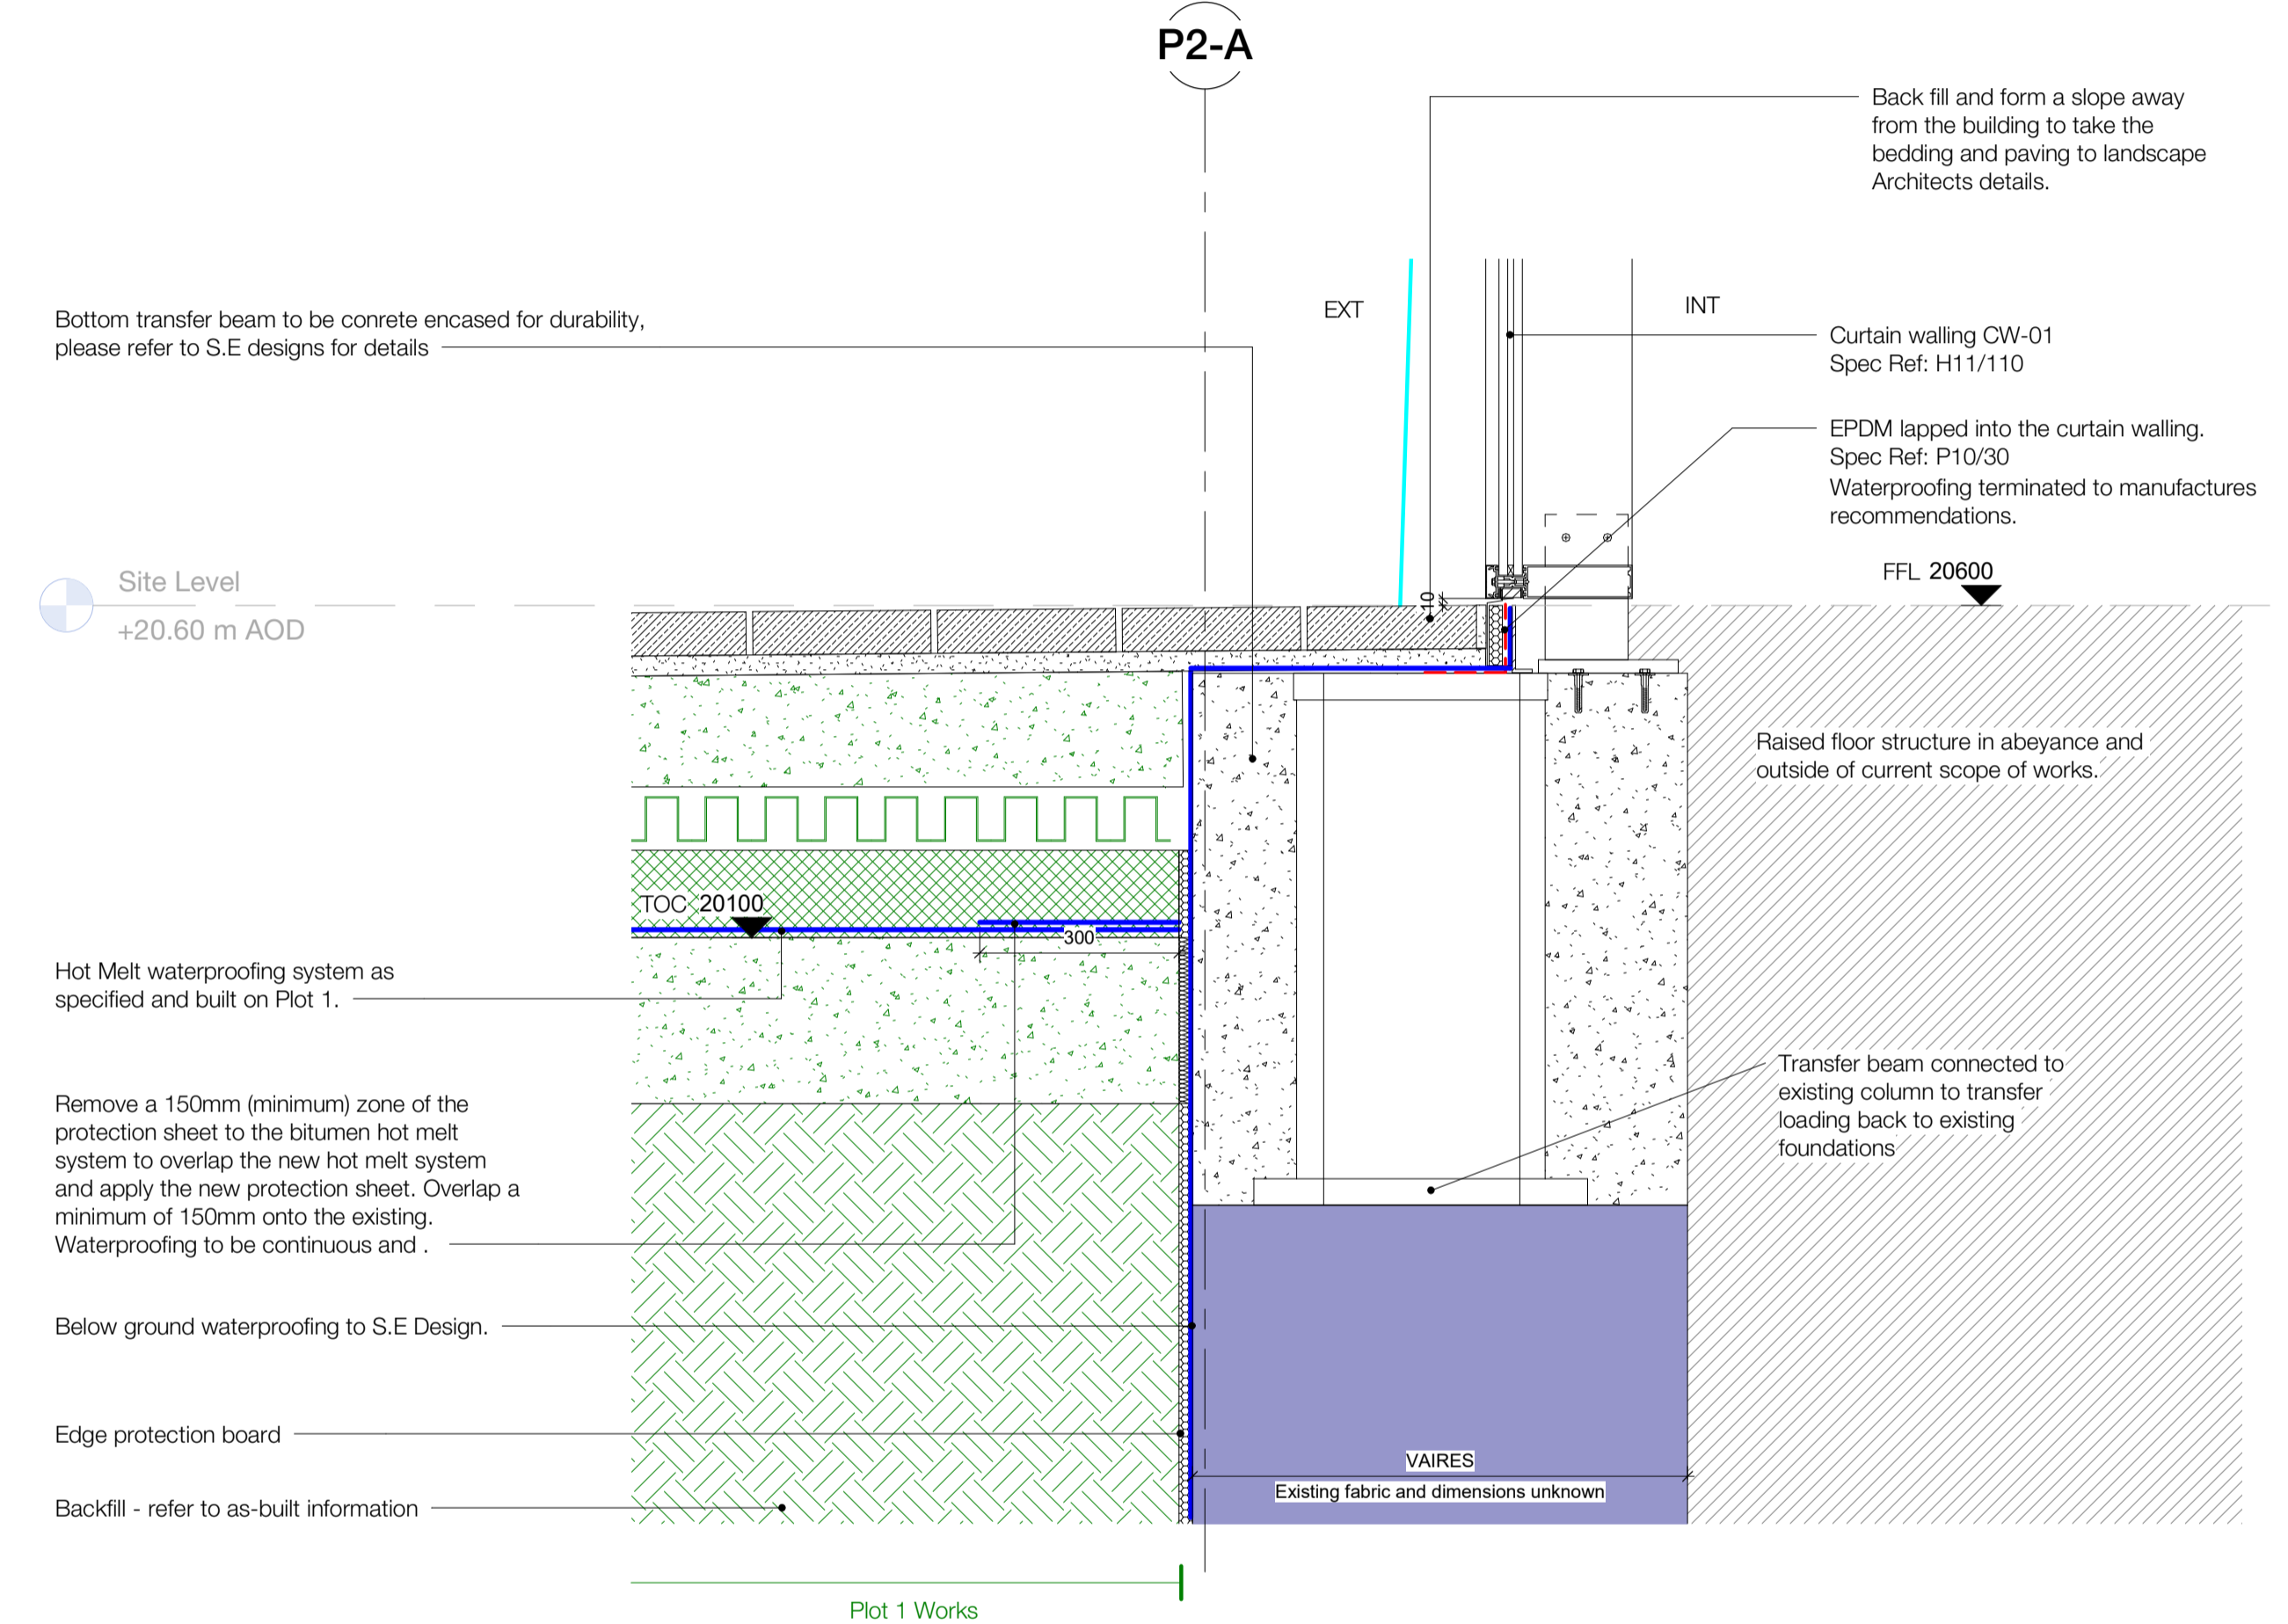 P2-A
Back fill and form a slope away
from the building to take the
bedding and paving to landscape
Architects details.
EXT
INT
Bottom transfer beam to be conrete encased for durability,
please refer to S.E designs for details
Curtain walling CW-01
Spec Ref: H11/110
EPDM lapped into the curtain walling.
Spec Ref: P10/30
Waterproofing terminated to manufactures
recommendations.
Site Level
+20.60 m AOD
FFL 20600
10
Raised floor structure in abeyance and
outside of current scope of works.
TOC 20100
300
Hot Melt waterproofing system as
specified and built on Plot 1.
Transfer beam connected to
existing column to transfer
loading back to existing
foundations
Remove a 150mm (minimum) zone of the
protection sheet to the bitumen hot melt
system to overlap the new hot melt system
and apply the new protection sheet. Overlap a
minimum of 150mm onto the existing.
Waterproofing to be continuous and .
Below ground waterproofing to S.E Design.
Edge protection board
VAIRES
Existing fabric and dimensions unknown
Backfill - refer to as-built information
Plot 1 Works